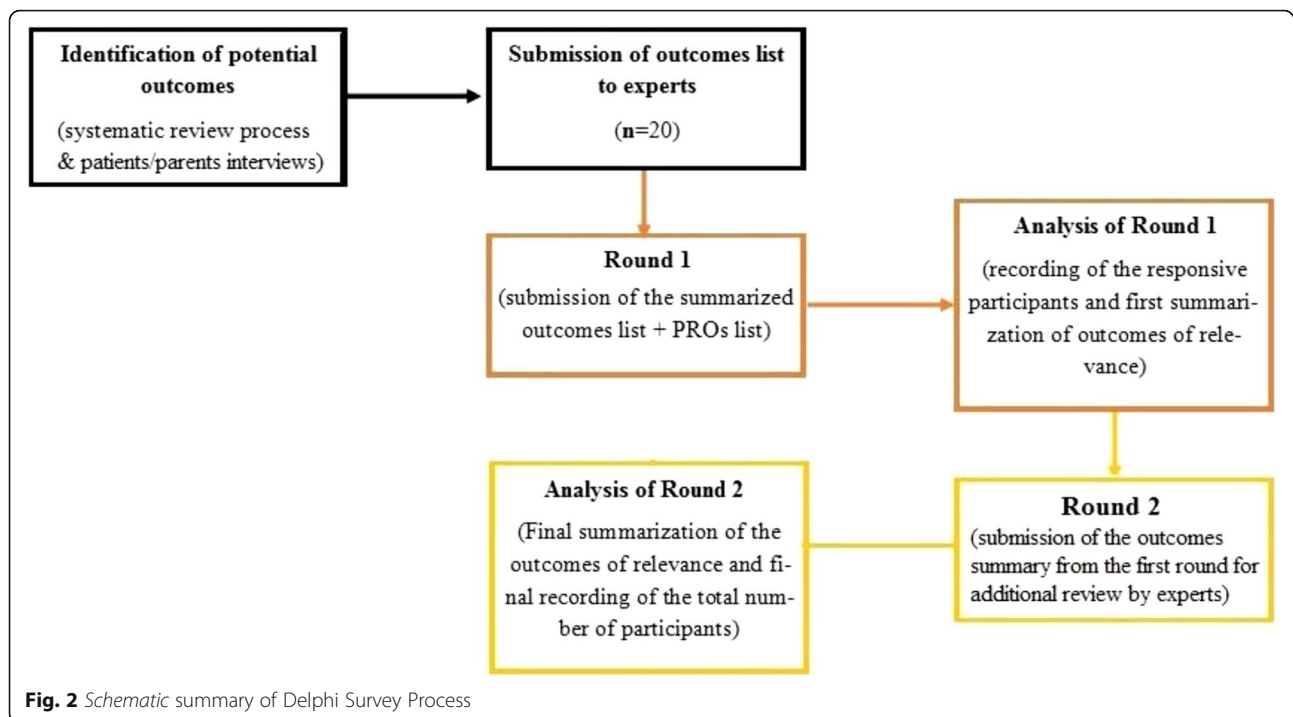 Identification of potential
outcomes
(systematic review process
& patients/parents interviews)
Submission of outcomes list
to experts
(n=20)
Round 1
(submission of the summarized
outcomes list + PROs list)
Analysis of Round 1
(recording of the responsive
participants and first summari-
zation of outcomes of rele-
vance)
Round 2
(submission of the outcomes
summary from the first round for
additional review by experts)
Analysis of Round 2
(Final summarization of the
outcomes of relevance and fi-
nal recording of the total num-
ber of participants)
Fig. 2 Schematic summary of Delphi Survey Process